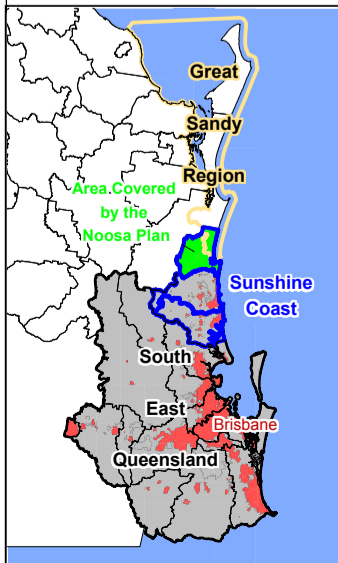 Great
Sandy
Region
Area Covered
by the
Noosa Plan
Sunshine
Coast
South
East
Brisbane
Queensland